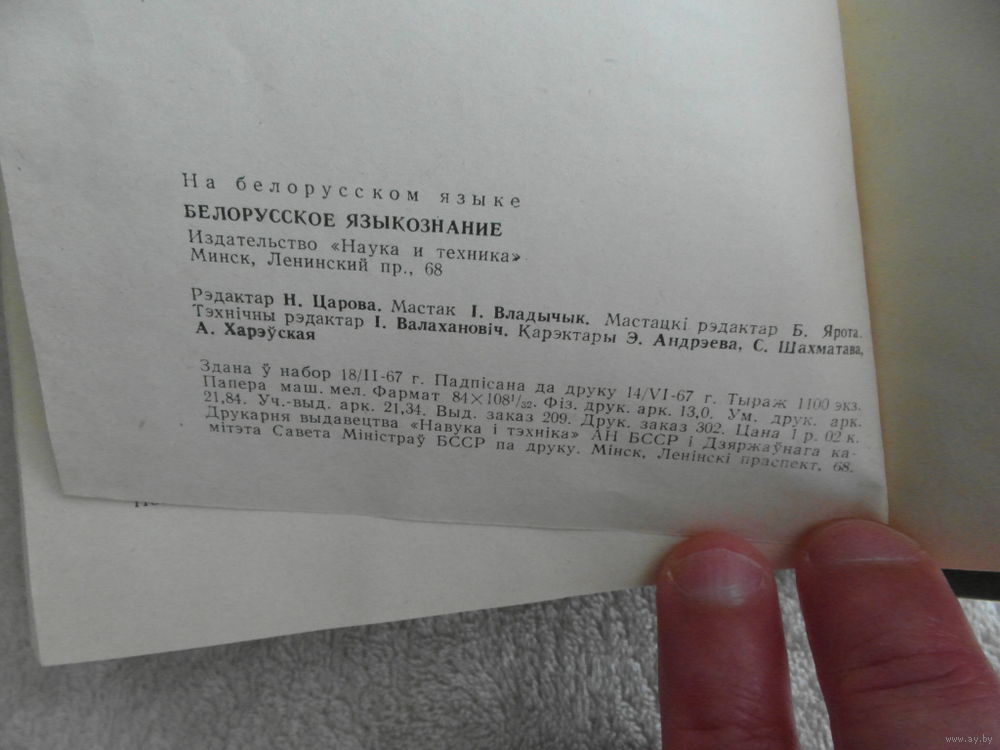 На белорусском языке
БЕЛОРУССКОЕ ЯЗЫКОЗНАНИЕ
Издательство «Наука и техника»
Минск, Ленинский пр., 68
Рэдактар Н. Царова. Мастак І. Владычык. Мастацкі рэдактар Б. Ярота.
Тэхнічны рэдактар І. Валахановіч. Карэктары Э. Андрэева, С. Шахматава,
А. Харэўская
Здана ў набор 18/II-67 г. Падпісана да друку 14/VI-67 г. Тыраж 1100 экз.
Папера маш. мел. Фармат 84×108¹/₃₂. Фіз. друк. арк. 13,0. Ум. друк. арк.
21,84. Уч.-выд. арк. 21,34. Выд. заказ 209. Друк. заказ 302. Цана 1 р. 02 к.
Друкарня выдавецтва «Навука і тэхніка» АН БССР і Дзяржаўнага ка-
мітэта Савета Міністраў БССР па друку. Мінск, Ленінскі праспект, 68.
www.ay.by